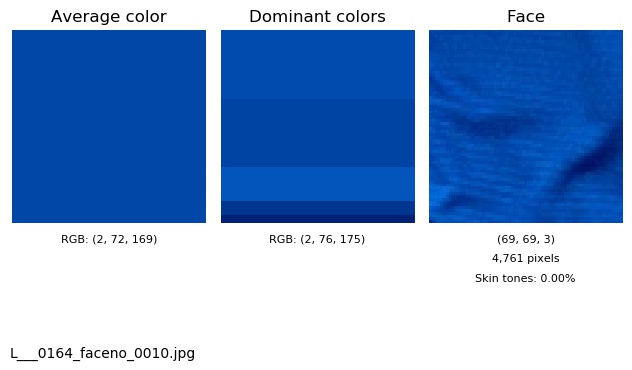 Average color
Dominant colors
Face
RGB: (2, 72, 169)
RGB: (2, 76, 175)
(69, 69, 3)
4,761 pixels
Skin tones: 0.00%
L___0164_faceno_0010.jpg